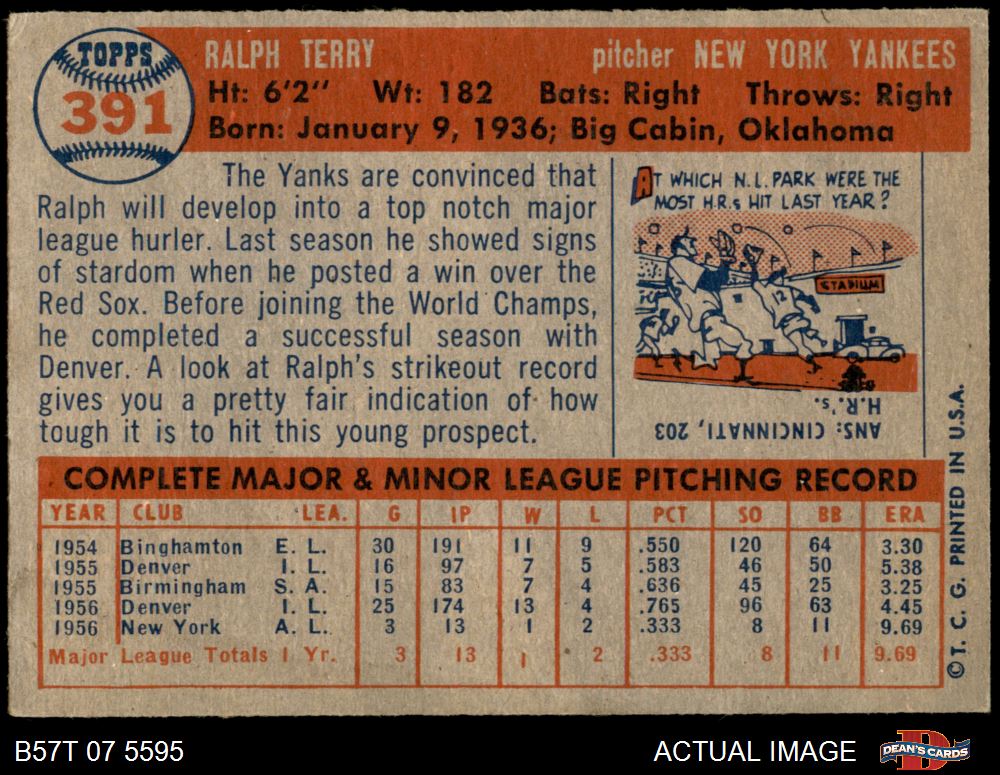 TOPPS
391
RALPH TERRY pitcher NEW YORK YANKEES
Ht: 6'2" Wt: 182 Bats: Right Throws: Right
Born: January 9, 1936; Big Cabin, Oklahoma
The Yanks are convinced that
Ralph will develop into a top notch major
league hurler. Last season he showed signs
of stardom when he posted a win over the
Red Sox. Before joining the World Champs,
he completed a successful season with
Denver. A look at Ralph's strikeout record
gives you a pretty fair indication of how
tough it is to hit this young prospect.
AT WHICH N.L. PARK WERE THE
MOST H.R.s HIT LAST YEAR?
STADIUM
12
ANS: CINCINNATI, 203
H.R.'s.
COMPLETE MAJOR & MINOR LEAGUE PITCHING RECORD
YEAR CLUB LEA. G IP W L PCT SO BB ERA
1954 Binghamton E. L. 30 191 11 9 .550 120 64 3.30
1955 Denver I. L. 16 97 7 5 .583 46 50 5.38
1955 Birmingham S. A. 15 83 7 4 .636 45 25 3.25
1956 Denver I. L. 25 174 13 4 .765 96 63 4.45
1956 New York A. L. 3 13 1 2 .333 8 11 9.69
Major League Totals 1 Yr. 3 13 1 2 .333 8 11 9.69
©T. C. G. PRINTED IN U.S.A.
B57T 07 5595 ACTUAL IMAGE
DEAN'S CARDS